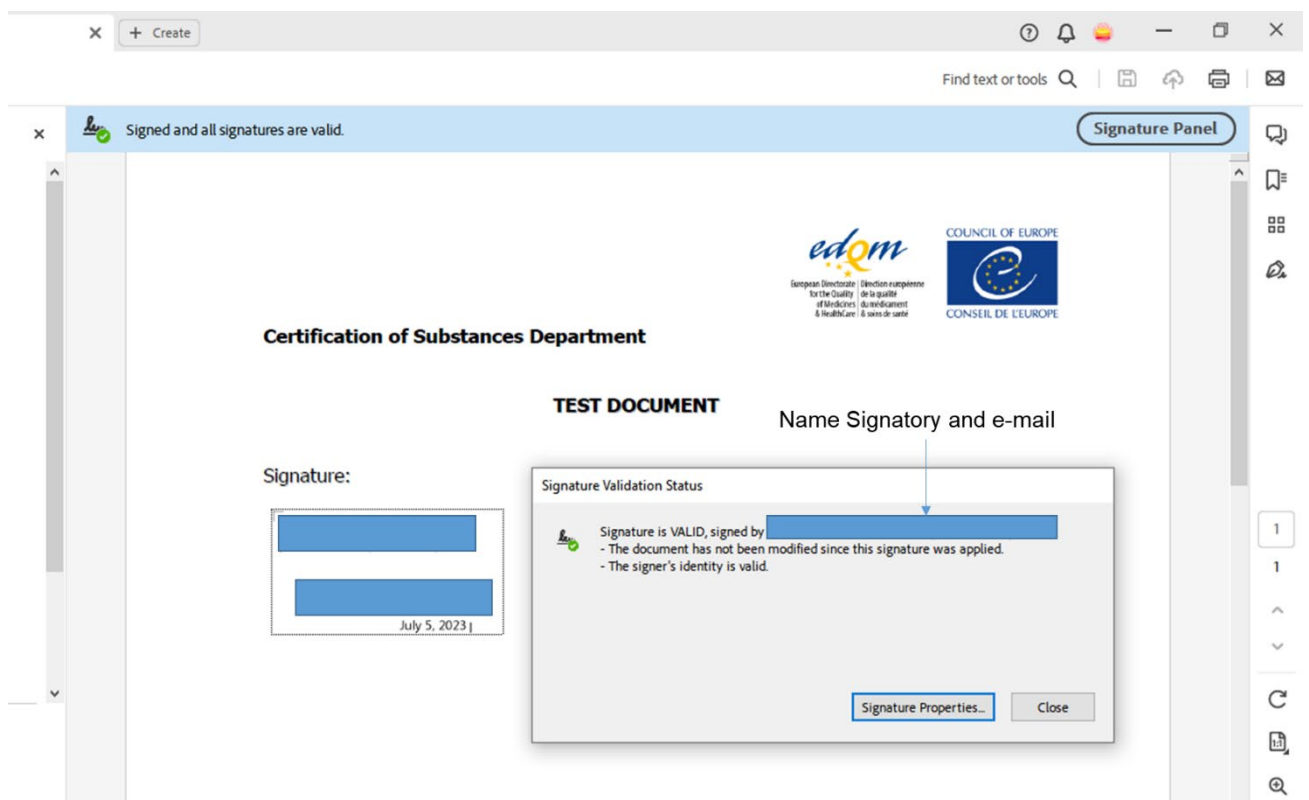 + Create
Find text or tools
Signed and all signatures are valid.
Signature Panel
edQm
European Directorate | Direction européenne
for the Quality | de la qualité
of Medicines | du médicament
& HealthCare | & soins de santé
COUNCIL OF EUROPE
CONSEIL DE L'EUROPE
Certification of Substances Department
TEST DOCUMENT
Name Signatory and e-mail
Signature:
July 5, 2023
Signature Validation Status
Signature is VALID, signed by
- The document has not been modified since this signature was applied.
- The signer's identity is valid.
Signature Properties...
Close
1
1
1:1